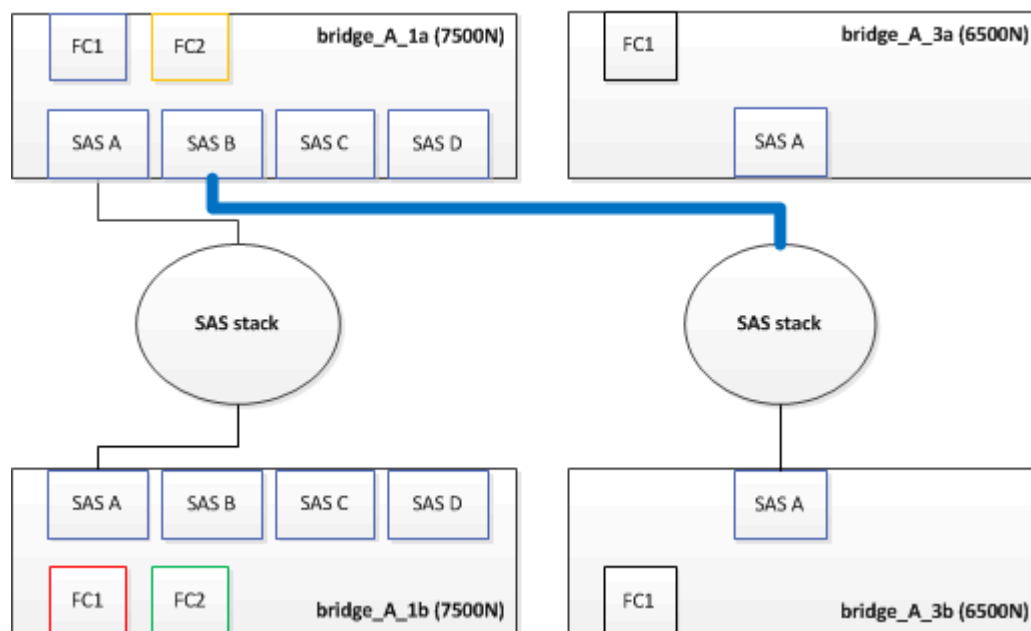 bridge_A_1a (7500N)
FC1
FC2
SAS A
SAS B
SAS C
SAS D
bridge_A_3a (6500N)
FC1
SAS A
SAS stack
SAS stack
SAS A
SAS B
SAS C
SAS D
FC1
FC2
bridge_A_1b (7500N)
SAS A
FC1
bridge_A_3b (6500N)